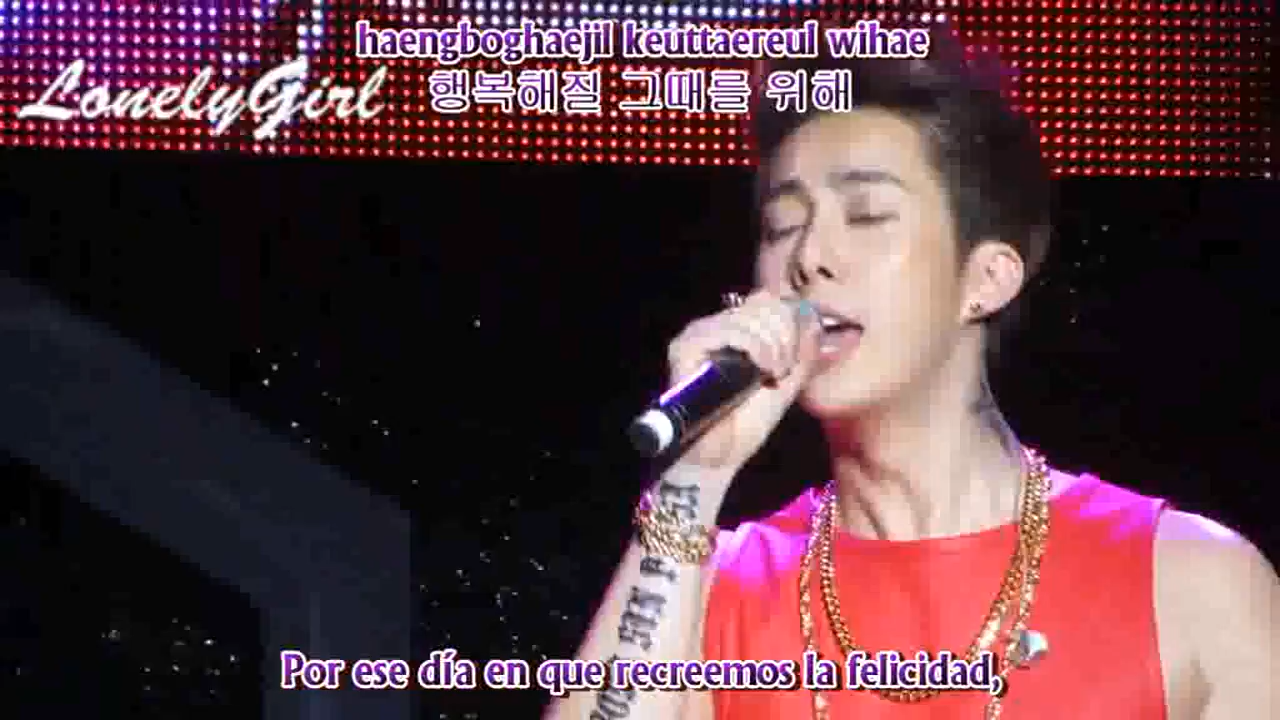 haengboghaejil keuttaereul wihae
행복해질 그때를 위해
LonelyGirl
Por ese día en que recreemos la felicidad,